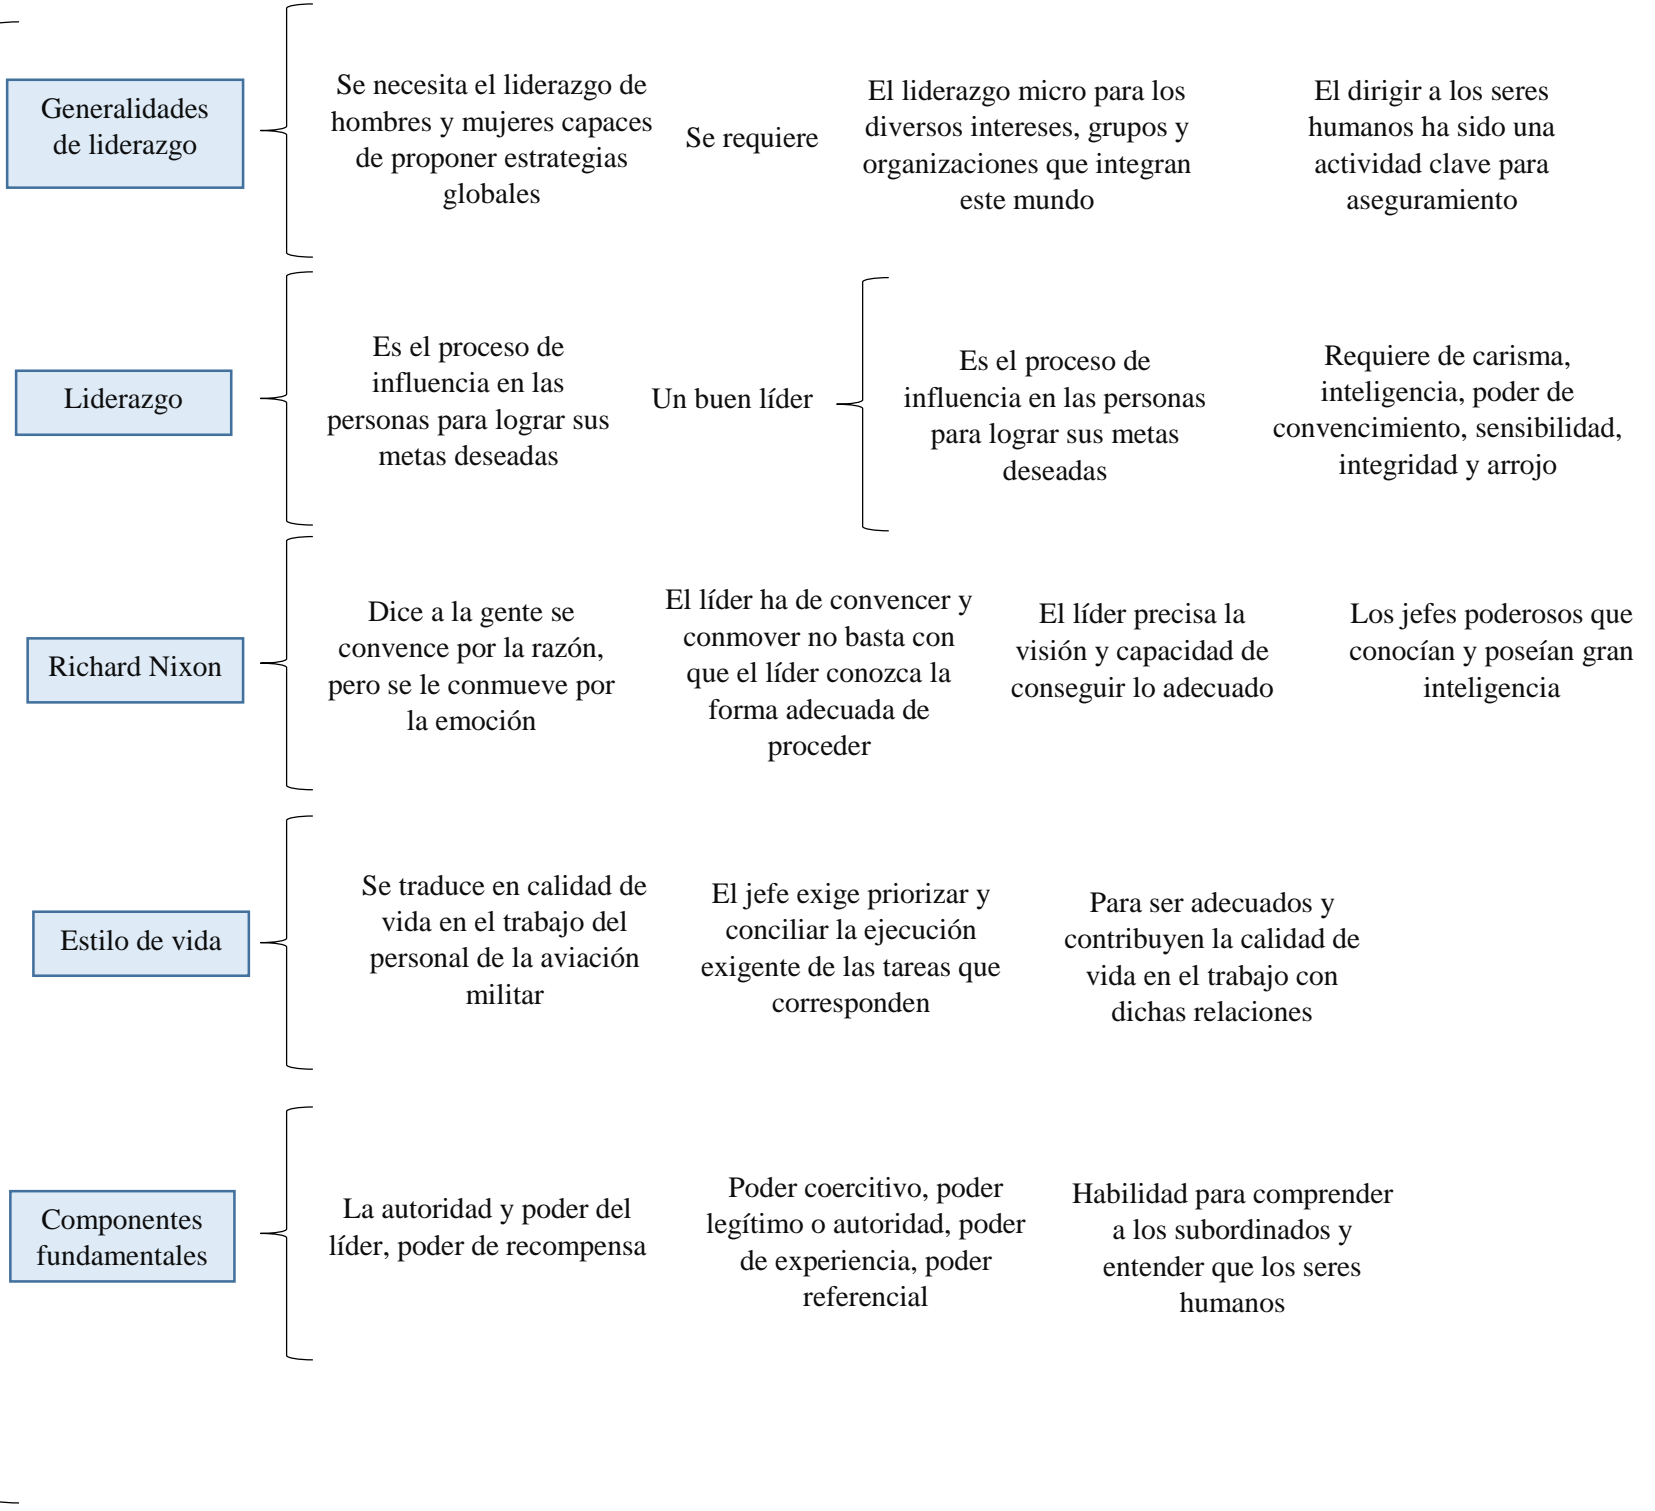 Generalidades
de liderazgo
Se necesita el liderazgo de
hombres y mujeres capaces
de proponer estrategias
globales
Se requiere
El liderazgo micro para los
diversos intereses, grupos y
organizaciones que integran
este mundo
El dirigir a los seres
humanos ha sido una
actividad clave para
aseguramiento
Liderazgo
Es el proceso de
influencia en las
personas para lograr sus
metas deseadas
Un buen líder
Es el proceso de
influencia en las personas
para lograr sus metas
deseadas
Requiere de carisma,
inteligencia, poder de
convencimiento, sensibilidad,
integridad y arrojo
Richard Nixon
Dice a la gente se
convence por la razón,
pero se le conmueve por
la emoción
El líder ha de convencer y
conmover no basta con
que el líder conozca la
forma adecuada de
proceder
El líder precisa la
visión y capacidad de
conseguir lo adecuado
Los jefes poderosos que
conocían y poseían gran
inteligencia
Estilo de vida
Se traduce en calidad de
vida en el trabajo del
personal de la aviación
militar
El jefe exige priorizar y
conciliar la ejecución
exigente de las tareas que
corresponden
Para ser adecuados y
contribuyen la calidad de
vida en el trabajo con
dichas relaciones
Componentes
fundamentales
La autoridad y poder del
líder, poder de recompensa
Poder coercitivo, poder
legítimo o autoridad, poder
de experiencia, poder
referencial
Habilidad para comprender
a los subordinados y
entender que los seres
humanos